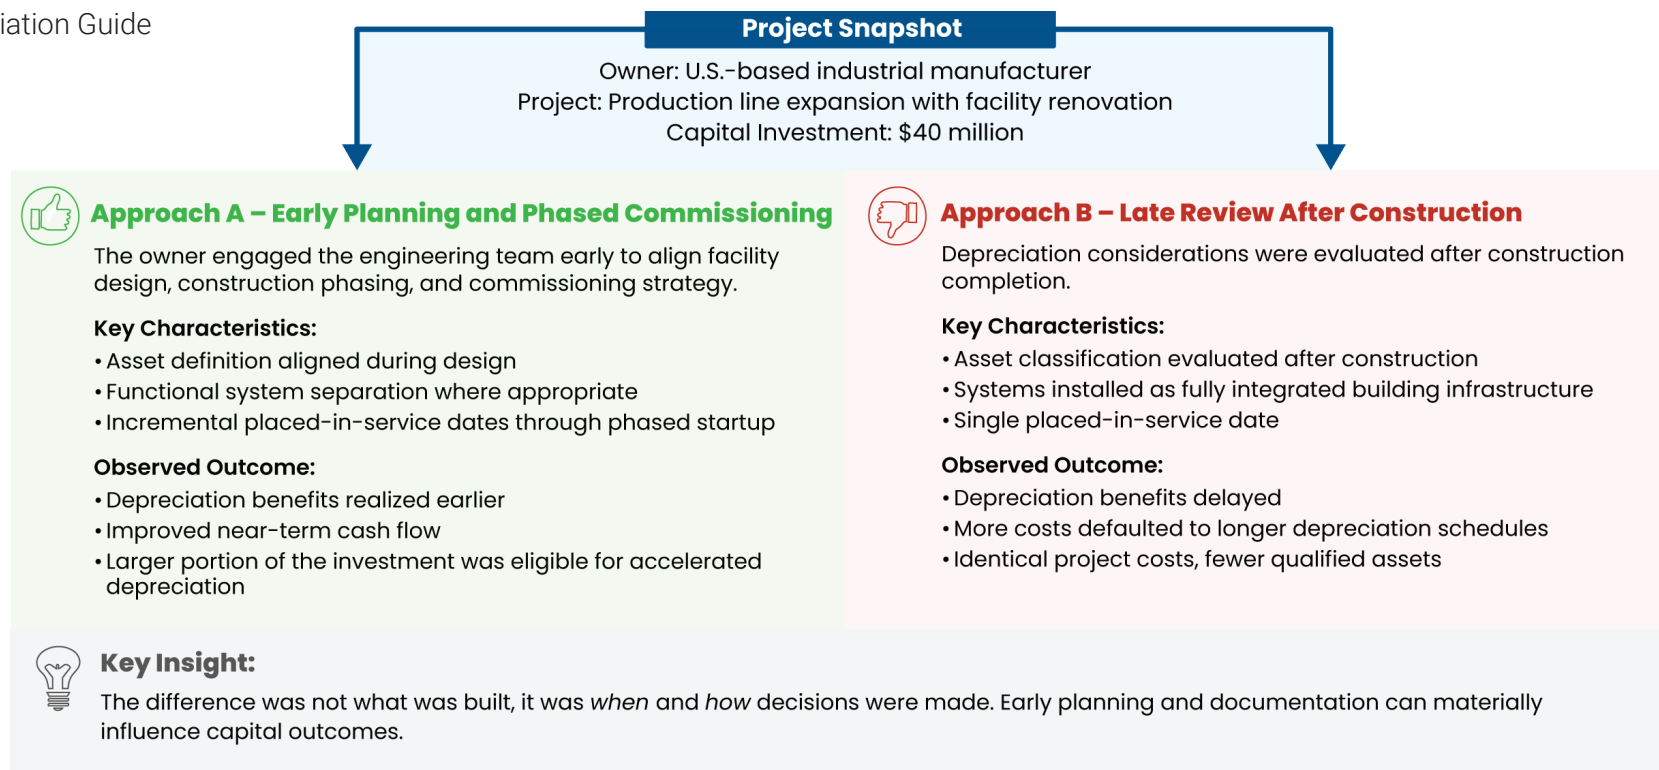 iation Guide
Project Snapshot
Owner: U.S.-based industrial manufacturer
Project: Production line expansion with facility renovation
Capital Investment: $40 million
Approach A – Early Planning and Phased Commissioning
The owner engaged the engineering team early to align facility
design, construction phasing, and commissioning strategy.
Key Characteristics:
• Asset definition aligned during design
• Functional system separation where appropriate
• Incremental placed-in-service dates through phased startup
Observed Outcome:
• Depreciation benefits realized earlier
• Improved near-term cash flow
• Larger portion of the investment was eligible for accelerated
depreciation
Approach B – Late Review After Construction
Depreciation considerations were evaluated after construction
completion.
Key Characteristics:
• Asset classification evaluated after construction
• Systems installed as fully integrated building infrastructure
• Single placed-in-service date
Observed Outcome:
• Depreciation benefits delayed
• More costs defaulted to longer depreciation schedules
• Identical project costs, fewer qualified assets
Key Insight:
The difference was not what was built, it was when and how decisions were made. Early planning and documentation can materially
influence capital outcomes.